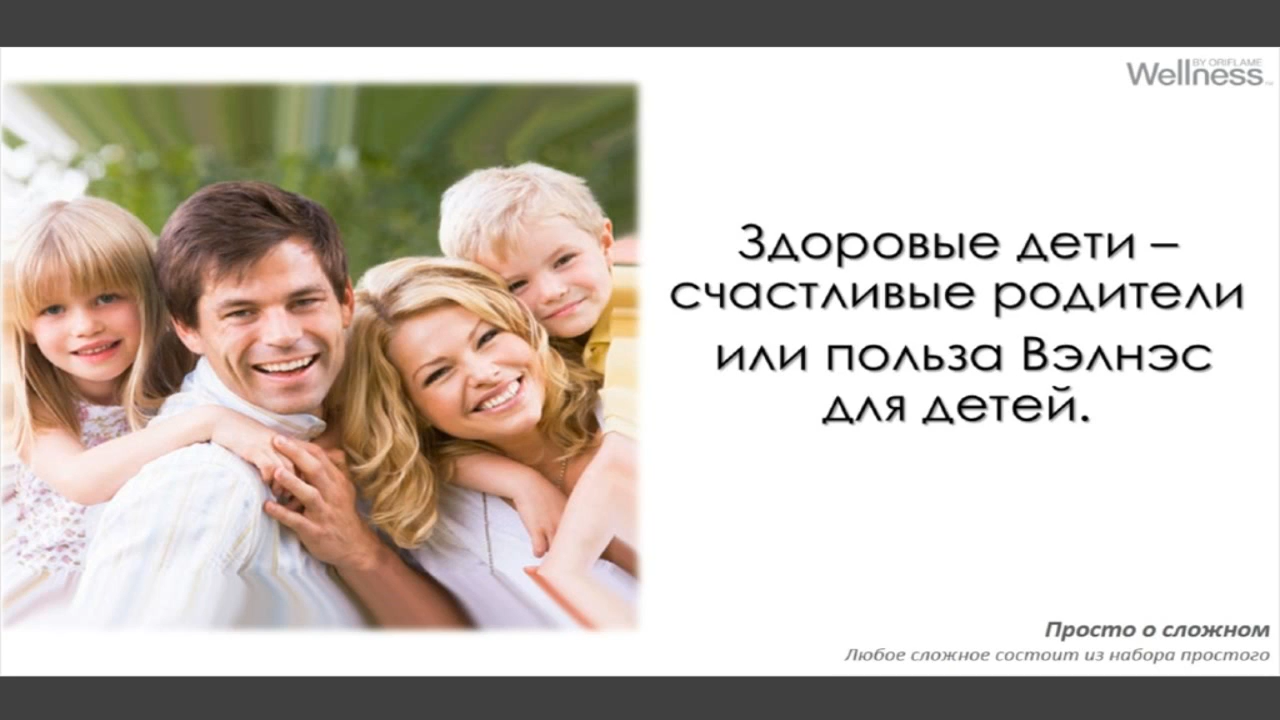 BY ORIFLAME
Wellness
Здоровые дети –
счастливые родители
или польза Вэлнэс
для детей.
Просто о сложном
Любое сложное состоит из набора простого